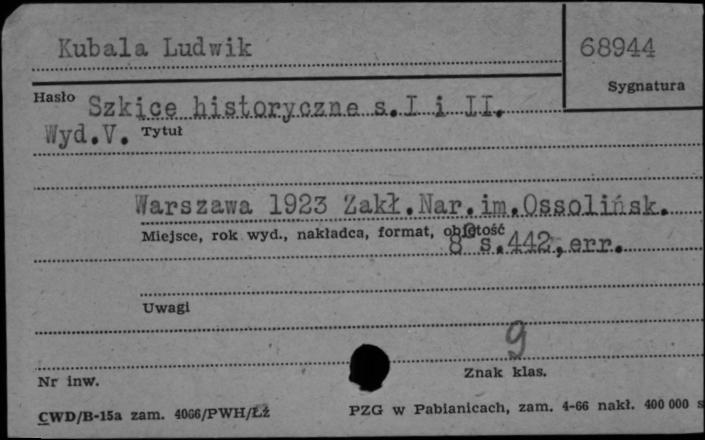 Kubala Ludwik
68944
Sygnatura
Hasło Szkice historyczne s.I i II.
Wyd.V. Tytuł
Warszawa 1923 Zakł.Nar.im.Ossolińsk.
Miejsce, rok wyd., nakładca, format, objętość
8° s.442,err.
Uwagi
9
Nr inw.
Znak klas.
CWD/B-15a zam. 4066/PWH/Łż
PZG w Pabianicach, zam. 4-66 nakł. 400 000 s